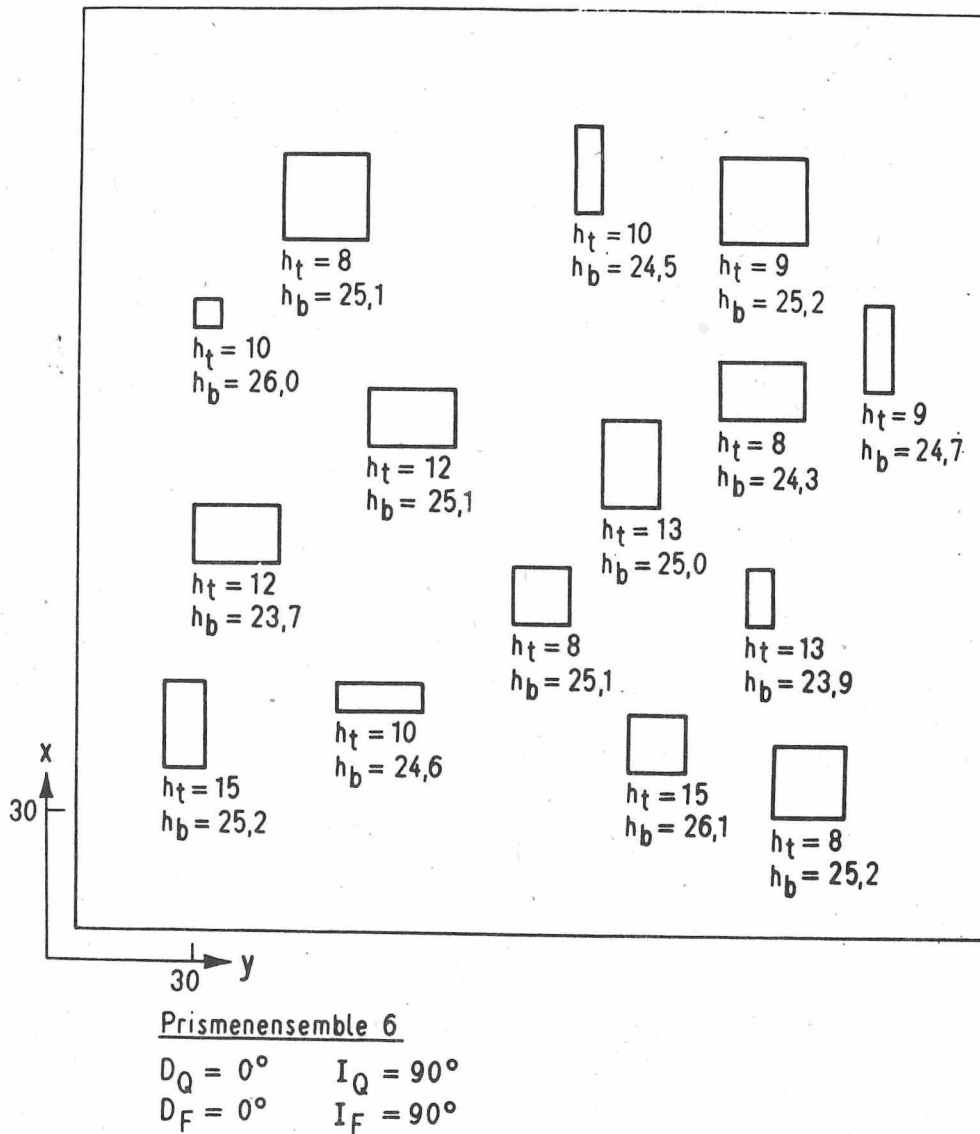 h_t = 8
h_b = 25,1
h_t = 10
h_b = 24,5
h_t = 9
h_b = 25,2
h_t = 10
h_b = 26,0
h_t = 9
h_b = 24,7
h_t = 8
h_b = 24,3
h_t = 12
h_b = 25,1
h_t = 13
h_b = 25,0
h_t = 12
h_b = 23,7
h_t = 8
h_b = 25,1
h_t = 13
h_b = 23,9
h_t = 15
h_b = 25,2
h_t = 10
h_b = 24,6
h_t = 15
h_b = 26,1
h_t = 8
h_b = 25,2
x
30
y
30
Prismenensemble 6
D_Q = 0° I_Q = 90°
D_F = 0° I_F = 90°